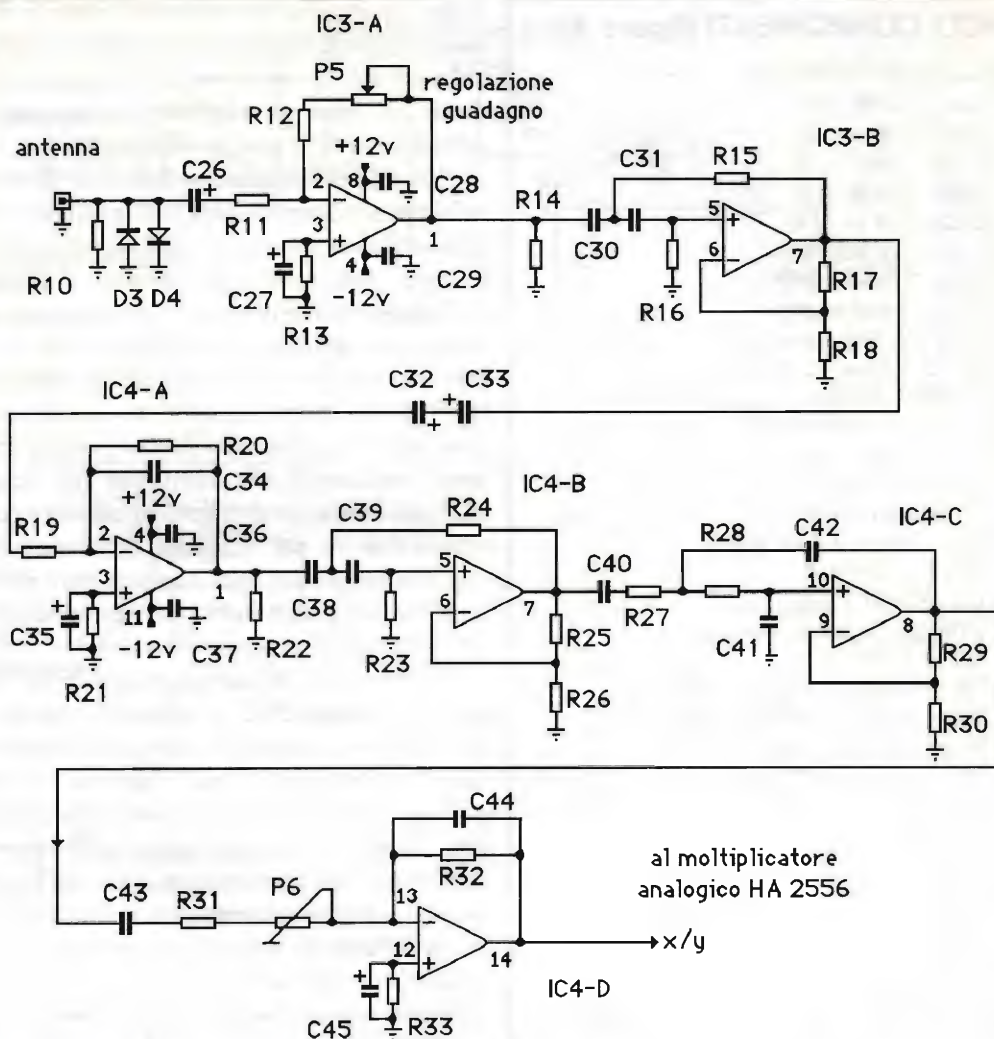 IC3-A
P5
regolazione
guadagno
R12
antenna
C26
+
+12v
8
2
-
R11
3
+
1
C28
4
C29
+
C27
R13
-12v
R10
D3 D4
R14
C30
C31
R15
IC3-B
5
+
6
-
7
R16
R17
R18
IC4-A
C32
+
C33
+
R20
C34
+12v
4
C36
R19
2
-
3
+
1
+
C35
R21
11
-12v
C37
R22
C38
C39
R24
IC4-B
5
+
6
-
7
R23
R25
R26
C40
R27
R28
C42
IC4-C
10
+
9
-
8
C41
R29
R30
C44
R32
C43
R31
P6
13
-
12
+
14
+
C45
R33
IC4-D
al moltiplicatore
analogico HA 2556
x/y